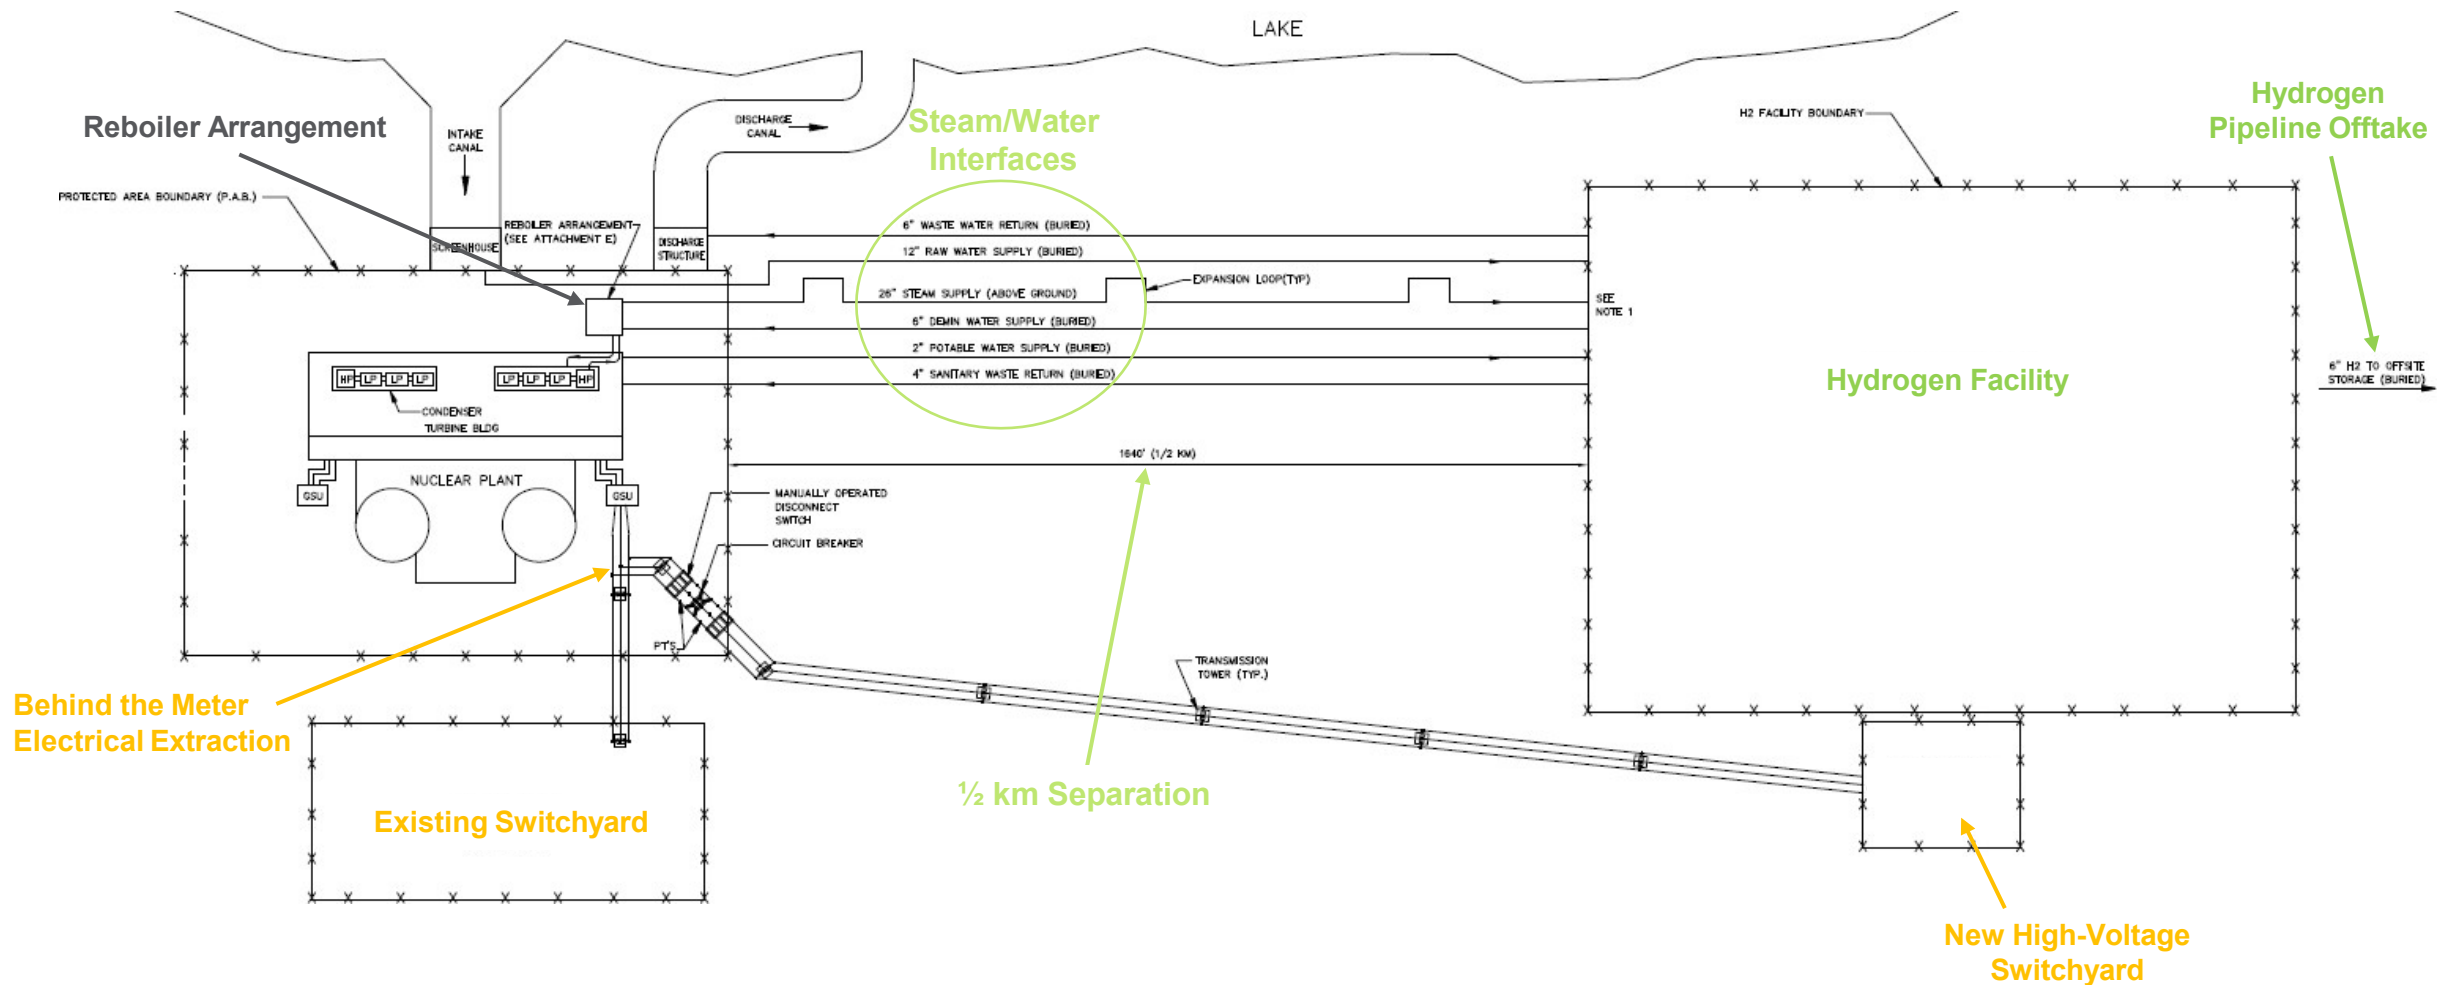 LAKE
Hydrogen
Pipeline Offtake
H2 FACILITY BOUNDARY
Reboiler Arrangement
INTAKE
CANAL
DISCHARGE
CANAL
Steam/Water
Interfaces
PROTECTED AREA BOUNDARY (P.A.B.)
SCREENHOUSE
REBOILER ARRANGEMENT
(SEE ATTACHMENT E)
DISCHARGE
STRUCTURE
6" WASTE WATER RETURN (BURIED)
12" RAW WATER SUPPLY (BURIED)
EXPANSION LOOP(TYP)
26" STEAM SUPPLY (ABOVE GROUND)
SEE
NOTE 1
6" DEMIN WATER SUPPLY (BURIED)
2" POTABLE WATER SUPPLY (BURIED)
4" SANITARY WASTE RETURN (BURIED)
HP LP LP LP
LP LP LP HP
CONDENSER
TURBINE BLDG
Hydrogen Facility
6" H2 TO OFFSITE
STORAGE (BURIED)
1640' (1/2 KM)
NUCLEAR PLANT
GSU
GSU
MANUALLY OPERATED
DISCONNECT
SWITCH
CIRCUIT BREAKER
PT'S
TRANSMISSION
TOWER (TYP.)
Behind the Meter
Electrical Extraction
½ km Separation
Existing Switchyard
New High-Voltage
Switchyard